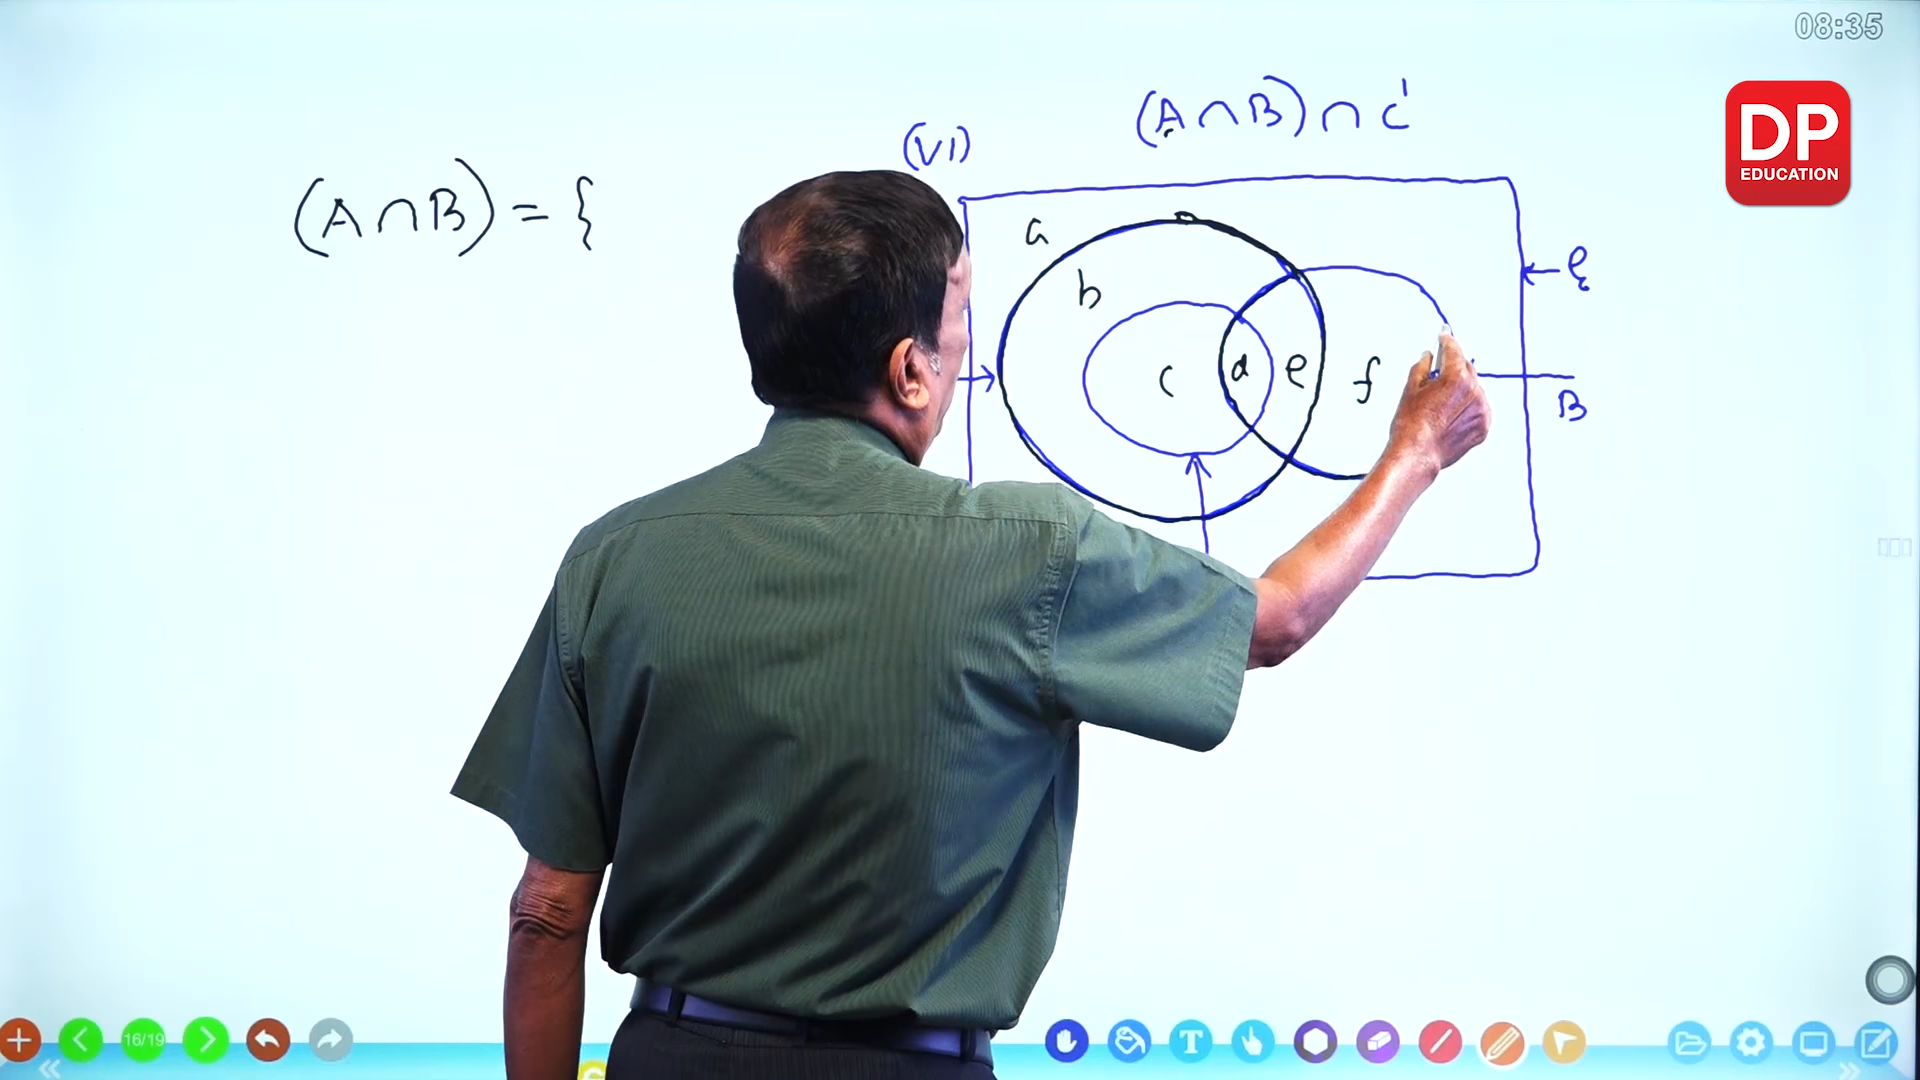 08:35
DP
EDUCATION
(A∩B)∩C'
(VI)
(A∩B) = {
a
b
c d e f
B
16/19
T